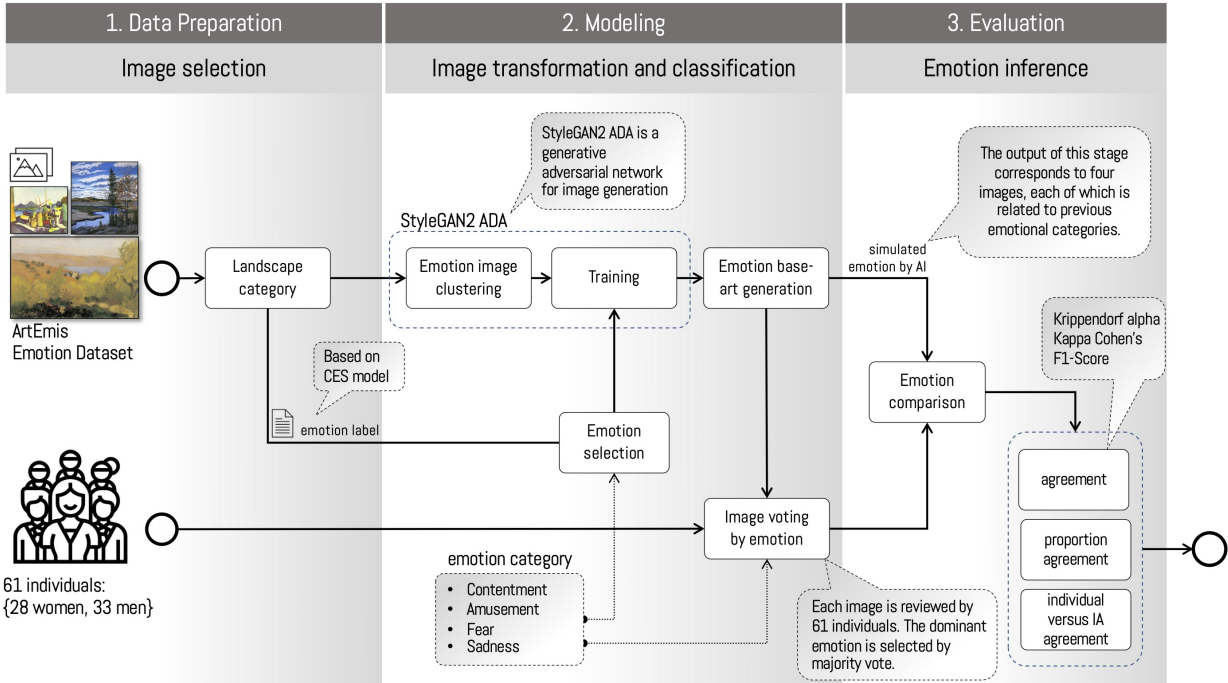 1. Data Preparation
2. Modeling
3. Evaluation
Image selection
Image transformation and classification
Emotion inference
StyleGAN2 ADA is a
generative
adversarial network
for image generation
The output of this stage
corresponds to four
images, each of which is
related to previous
emotional categories.
StyleGAN2 ADA
simulated
emotion by AI
Landscape
category
Emotion image
clustering
Training
Emotion base-
art generation
ArtEmis
Emotion Dataset
Based on
CES model
Krippendorf alpha
Kappa Cohen's
F1-Score
Emotion
comparison
emotion label
Emotion
selection
agreement
Image voting
by emotion
proportion
agreement
61 individuals:
{28 women, 33 men}
emotion category
• Contentment
• Amusement
• Fear
• Sadness
Each image is reviewed by
61 individuals. The dominant
emotion is selected by
majority vote.
individual
versus IA
agreement